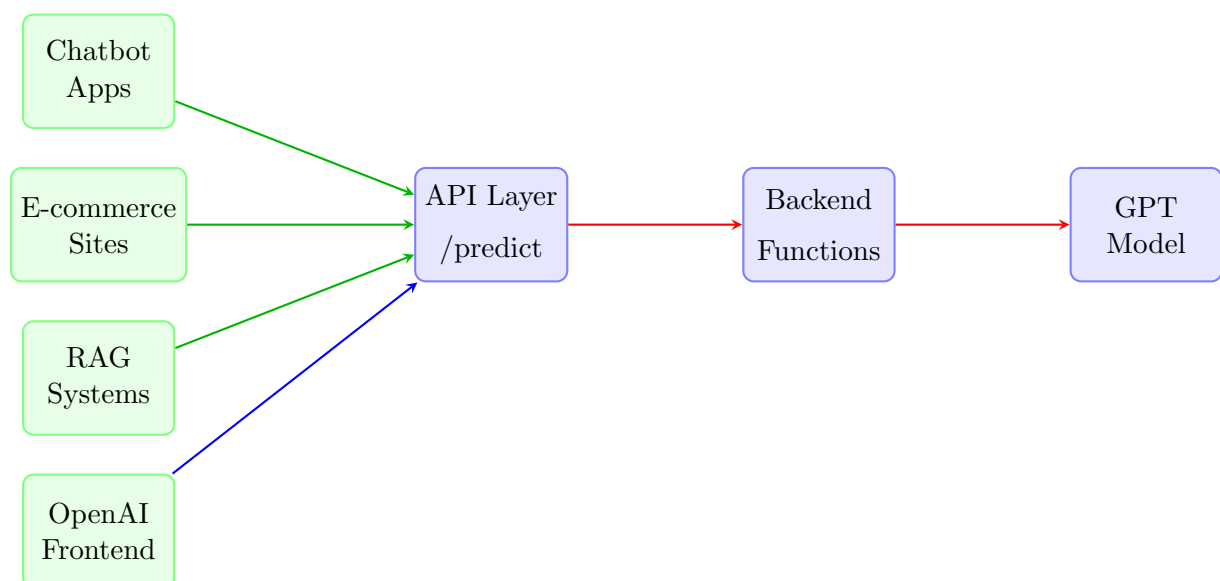 Chatbot
Apps
E-commerce
Sites
RAG
Systems
OpenAI
Frontend
API Layer
/predict
Backend
Functions
GPT
Model